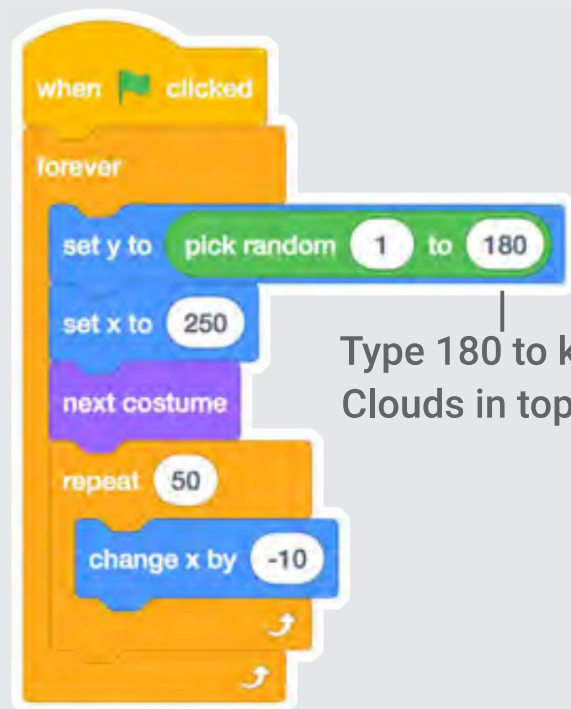 when clicked
forever
set y to pick random 1 to 180
set x to 250
Type 180 to
next costume
Clouds in top
repeat 50
change x by -10